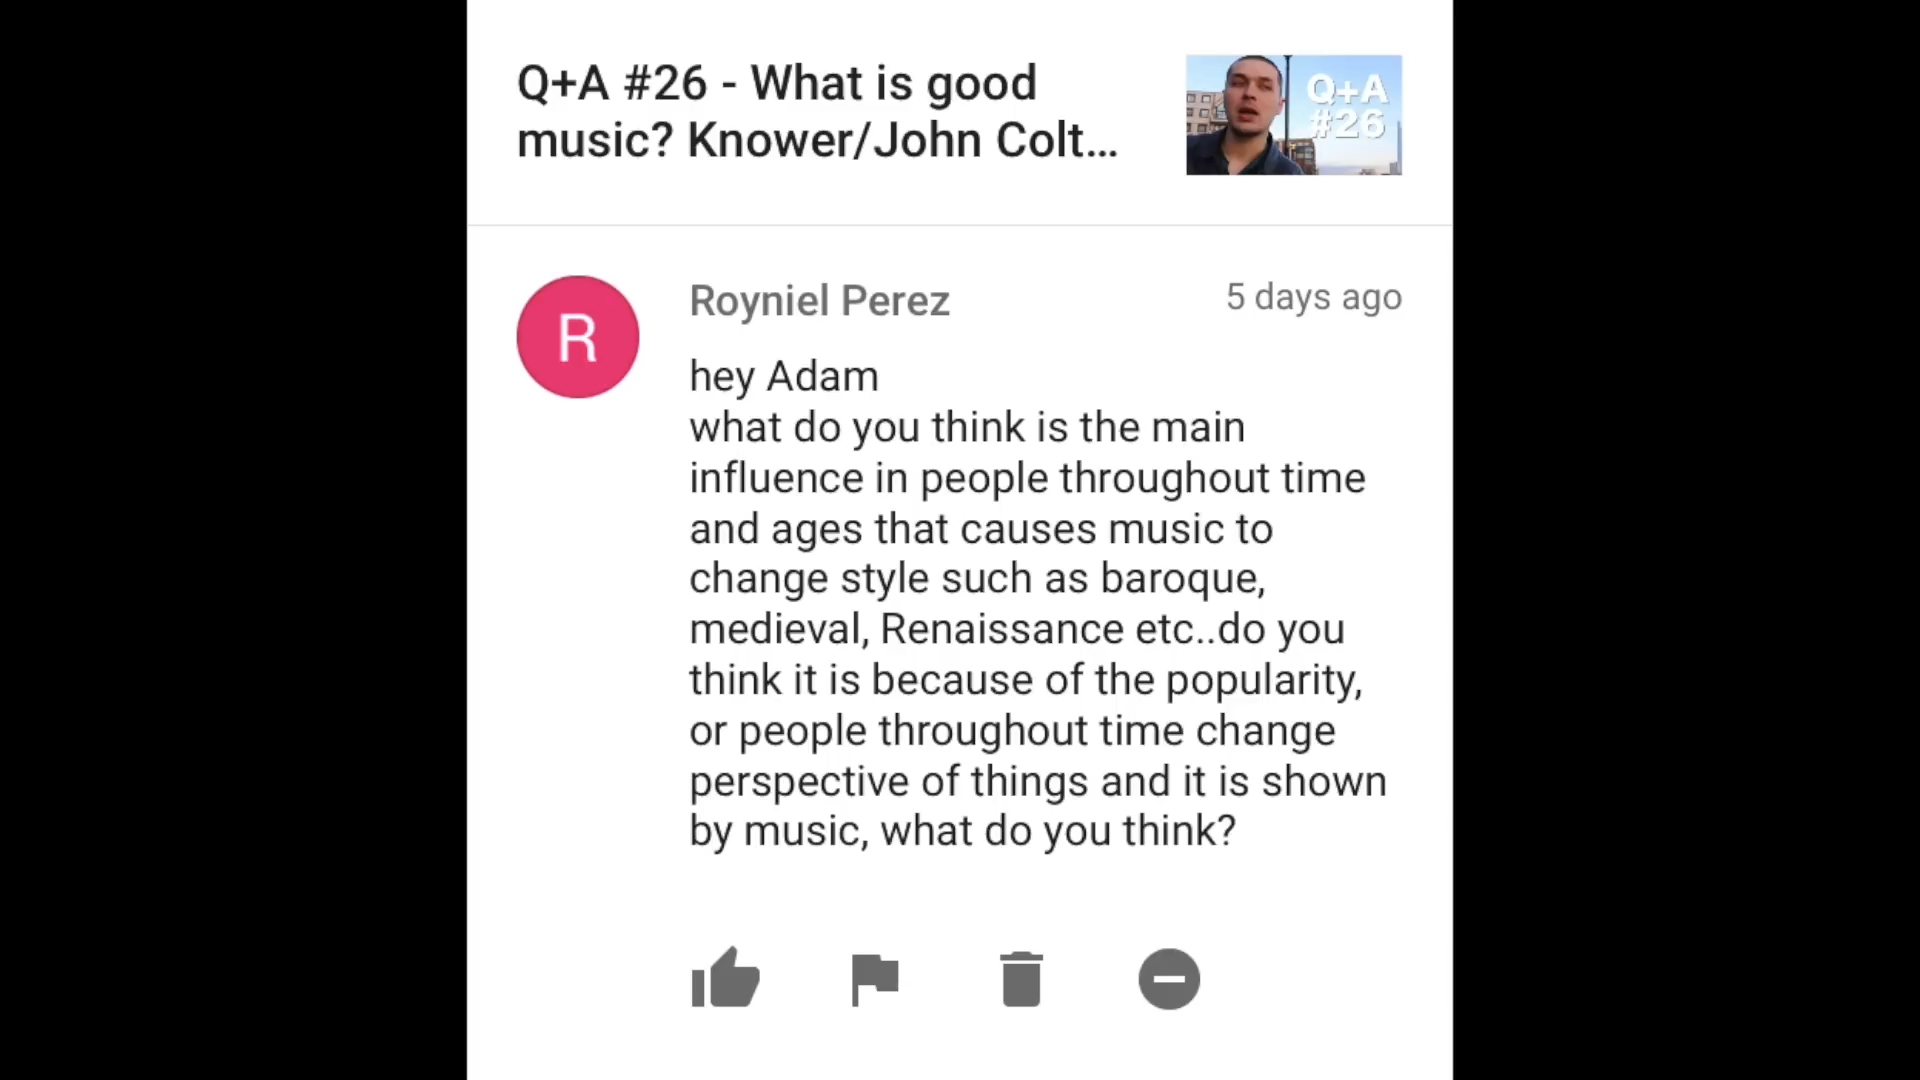 Q+A #26 - What is good
music? Knower/John Colt...
Q+A
#26
R
Royniel Perez
5 days ago
hey Adam
what do you think is the main
influence in people throughout time
and ages that causes music to
change style such as baroque,
medieval, Renaissance etc..do you
think it is because of the popularity,
or people throughout time change
perspective of things and it is shown
by music, what do you think?